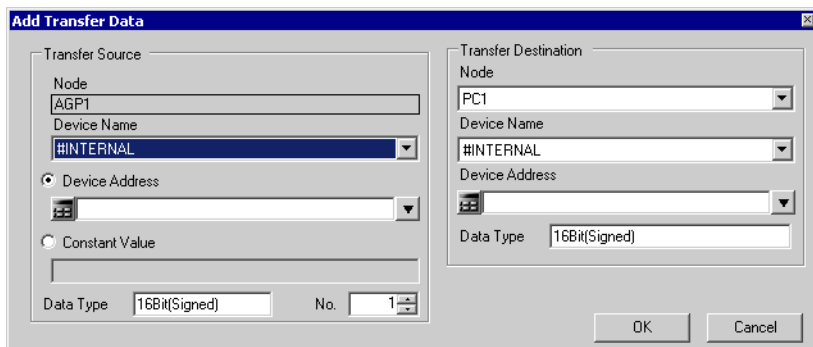 Add Transfer Data
Transfer Source
Node
AGP1
Device Name
#INTERNAL
Device Address
Constant Value
Data Type 16Bit(Signed) No. 1
Transfer Destination
Node
PC1
Device Name
#INTERNAL
Device Address
Data Type 16Bit(Signed)
OK Cancel